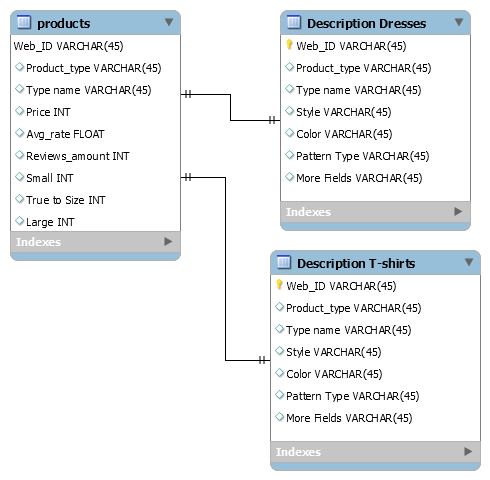 products
Web_ID VARCHAR(45)
Product_type VARCHAR(45)
Type name VARCHAR(45)
Price INT
Avg_rate FLOAT
Reviews_amount INT
Small INT
True to Size INT
Large INT
Indexes
Description Dresses
Web_ID VARCHAR(45)
Product_type VARCHAR(45)
Type name VARCHAR(45)
Style VARCHAR(45)
Color VARCHAR(45)
Pattern Type VARCHAR(45)
More Fields VARCHAR(45)
Indexes
Description T-shirts
Web_ID VARCHAR(45)
Product_type VARCHAR(45)
Type name VARCHAR(45)
Style VARCHAR(45)
Color VARCHAR(45)
Pattern Type VARCHAR(45)
More Fields VARCHAR(45)
Indexes